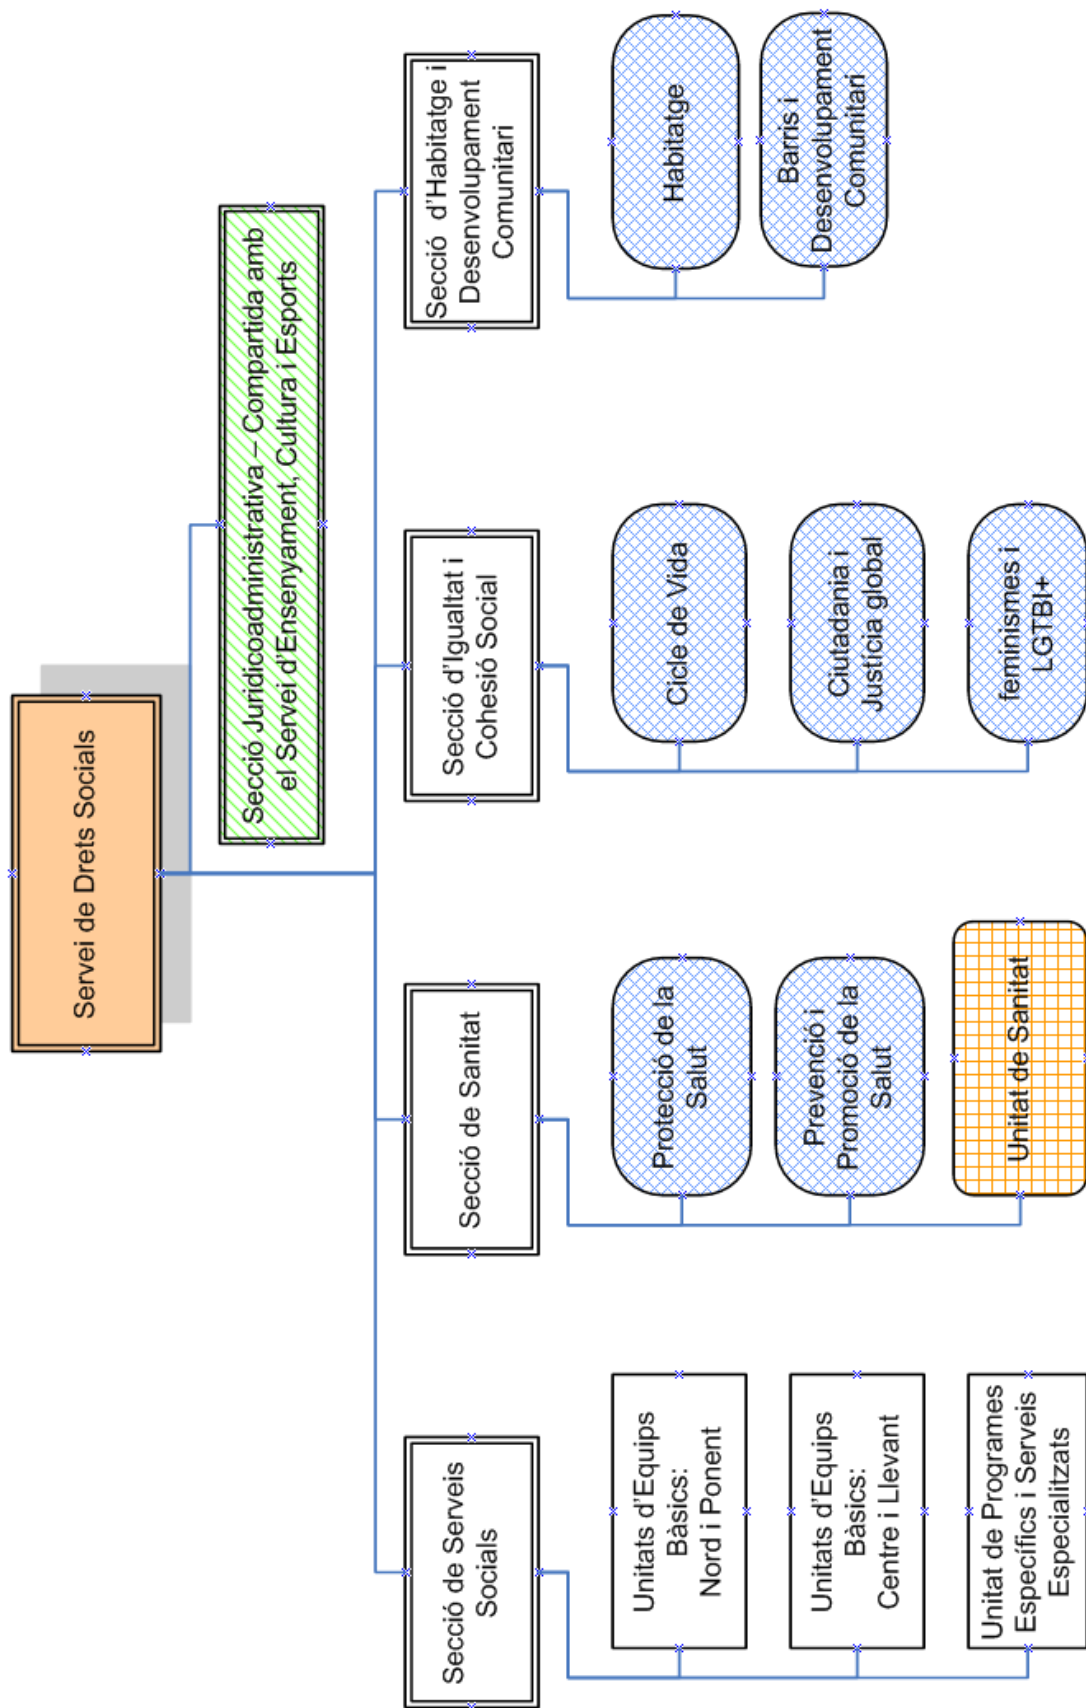 Servei de Drets Socials
Secció Juridicoadministrativa – Compartida amb
el Servei d'Ensenyament, Cultura i Esports
Secció de Serveis
Socials
Unitats d'Equips
Bàsics:
Nord i Ponent
Unitats d'Equips
Bàsics:
Centre i Llevant
Unitat de Programes
Específics i Serveis
Especialitzats
Secció de Sanitat
Protecció de la
Salut
Prevenció i
Promoció de la
Salut
Unitat de Sanitat
Secció d'Igualtat i
Cohesió Social
Cicle de Vida
Ciutadania i
Justícia global
feminismes i
LGTBI+
Secció d'Habitatge i
Desenvolupament
Comunitari
Habitatge
Barris i
Desenvolupament
Comunitari